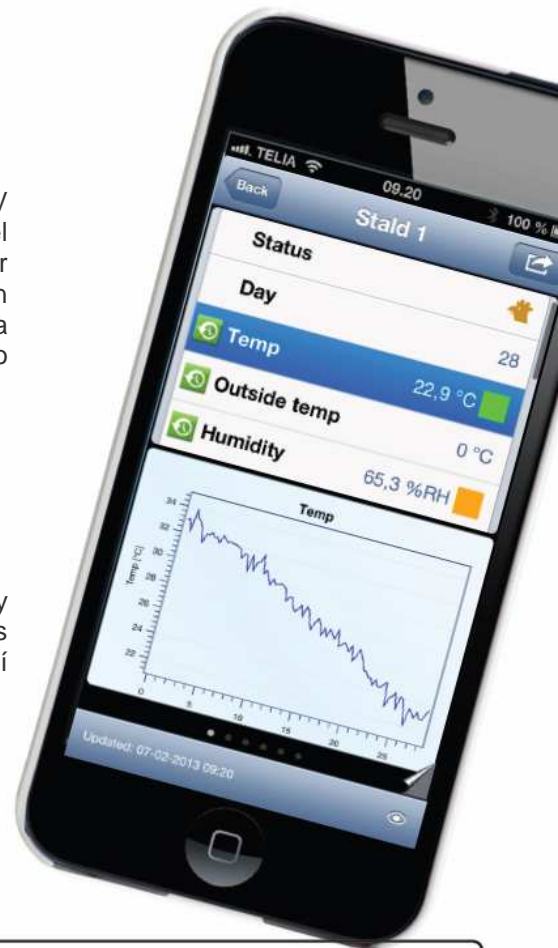 y
el
r
n
a
o
TELIA
09.20
100 %
Back
Stald 1
Status
Day
28
Temp
22,9 °C
Outside temp
0 °C
Humidity
65,3 %RH
Temp
34
32
30
28
26
24
22
Temp [°C]
0
5
10
15
20
25
y
s
í
Updated: 07-02-2013 09:20